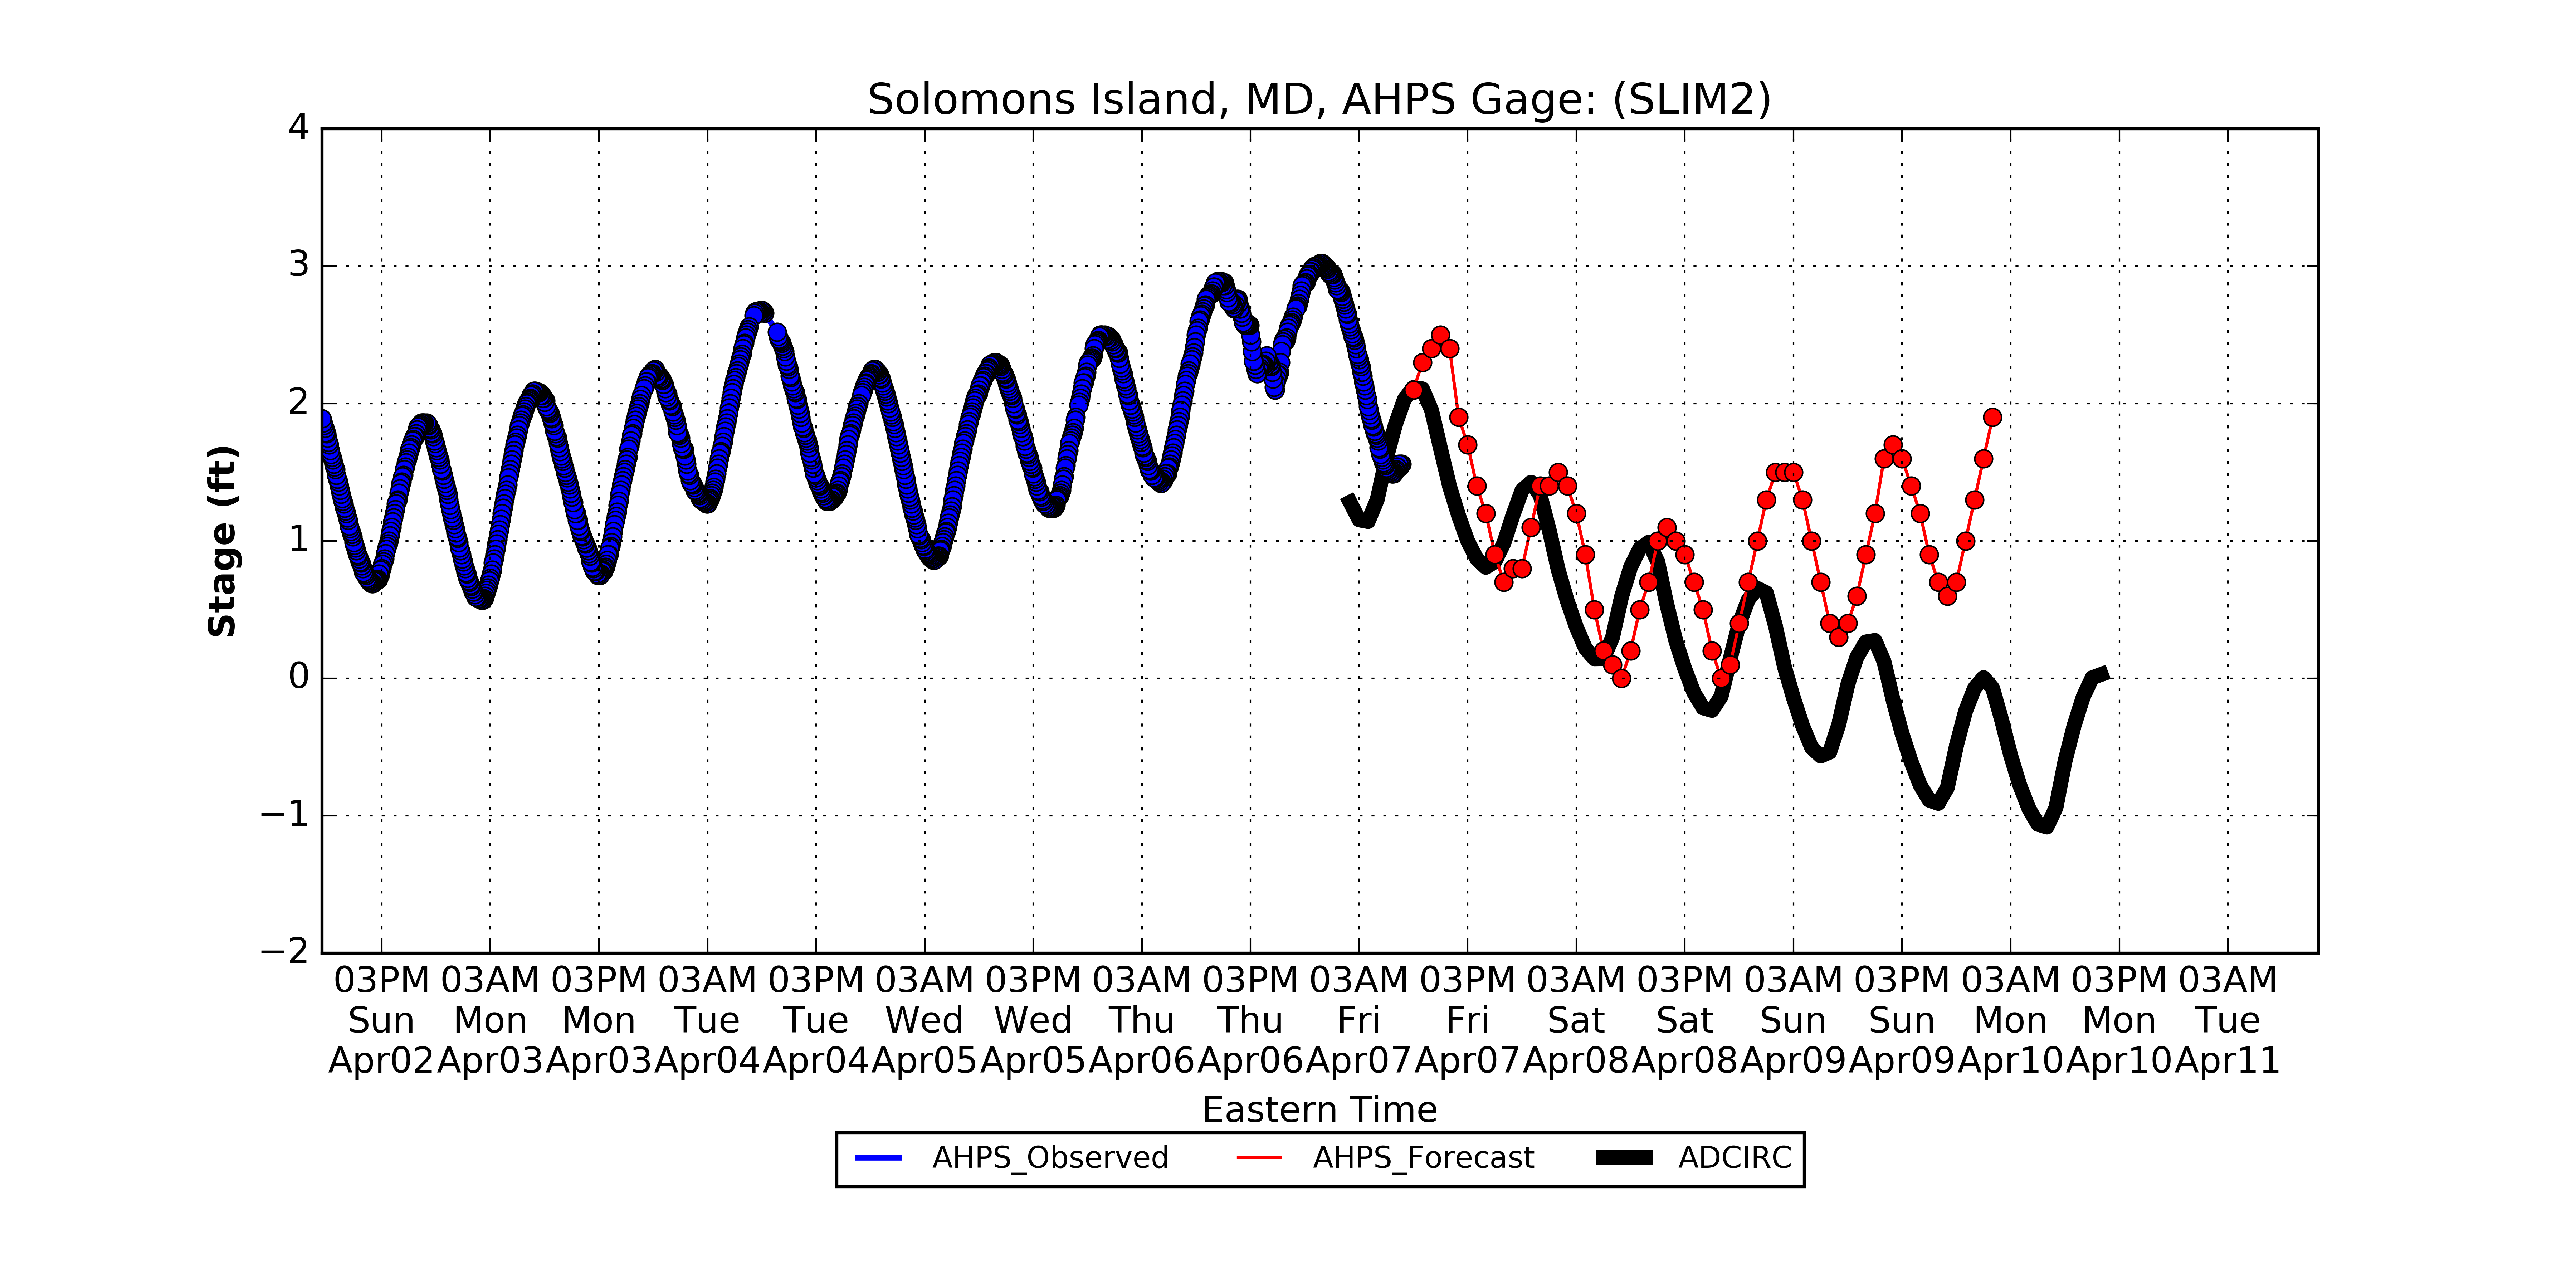 Solomons Island, MD, AHPS Gage: (SLIM2)
4
3
2
1
0
−1
−2
Stage (ft)
03PM 03AM 03PM 03AM 03PM 03AM 03PM 03AM 03PM 03AM 03PM 03AM 03PM 03AM 03PM 03AM 03PM 03AM
Sun Mon Mon Tue Tue Wed Wed Thu Thu Fri Fri Sat Sat Sun Sun Mon Mon Tue
Apr02 Apr03 Apr03 Apr04 Apr04 Apr05 Apr05 Apr06 Apr06 Apr07 Apr07 Apr08 Apr08 Apr09 Apr09 Apr10 Apr10 Apr11
Eastern Time
AHPS_Observed AHPS_Forecast ADCIRC